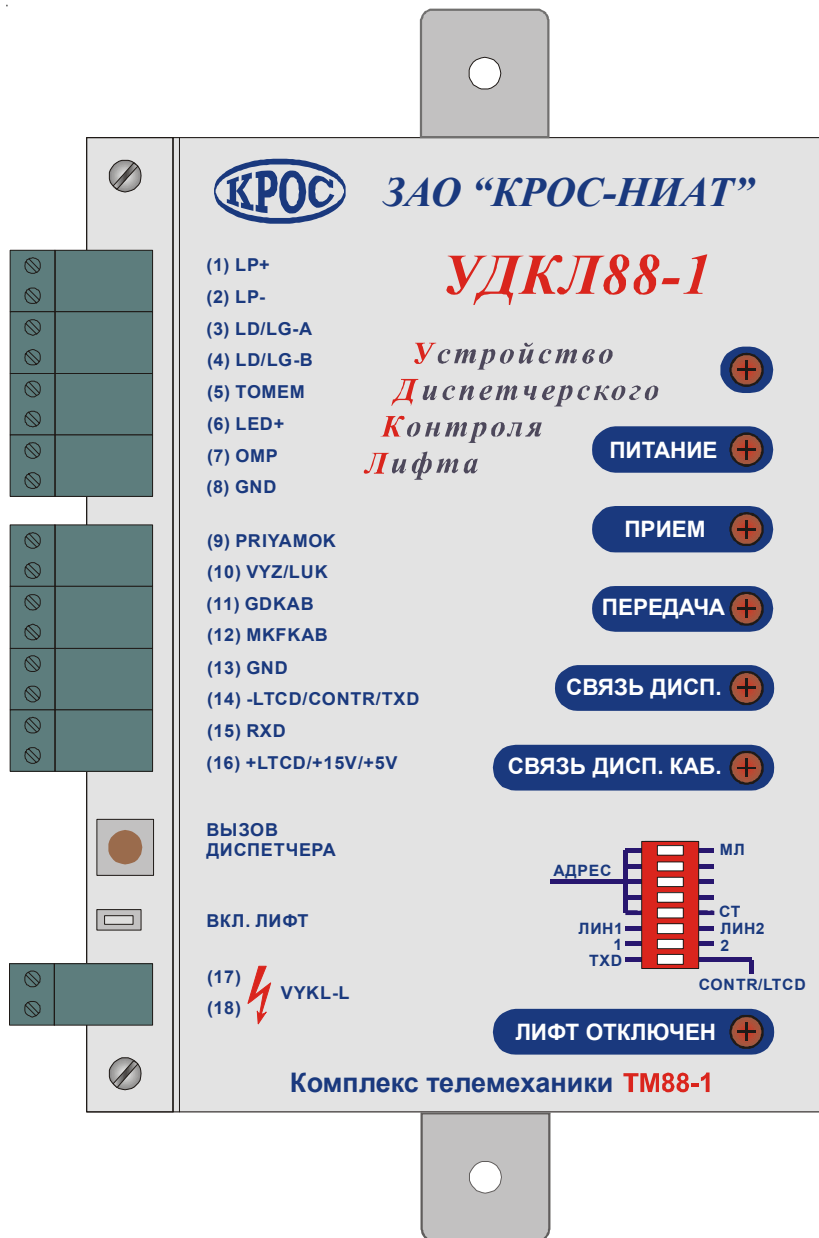 КРОС ЗАО “КРОС-НИАТ”
УДКЛ88-1
Устройство
Диспетчерского
Контроля
Лифта
(1) LP+
(2) LP-
(3) LD/LG-A
(4) LD/LG-B
(5) TOMEM
(6) LED+
(7) OMP
(8) GND
(9) PRIYAMOK
(10) VYZ/LUK
(11) GDKAB
(12) MKFKAB
(13) GND
(14) -LTCD/CONTR/TXD
(15) RXD
(16) +LTCD/+15V/+5V
ПИТАНИЕ
ПРИЕМ
ПЕРЕДАЧА
СВЯЗЬ ДИСП.
СВЯЗЬ ДИСП. КАБ.
ВЫЗОВ
ДИСПЕТЧЕРА
ВКЛ. ЛИФТ
(17)
(18)
VYKL-L
МЛ
АДРЕС
СТ
ЛИН1 ЛИН2
1 2
TXD
CONTR/LTCD
ЛИФТ ОТКЛЮЧЕН
Комплекс телемеханики ТМ88-1